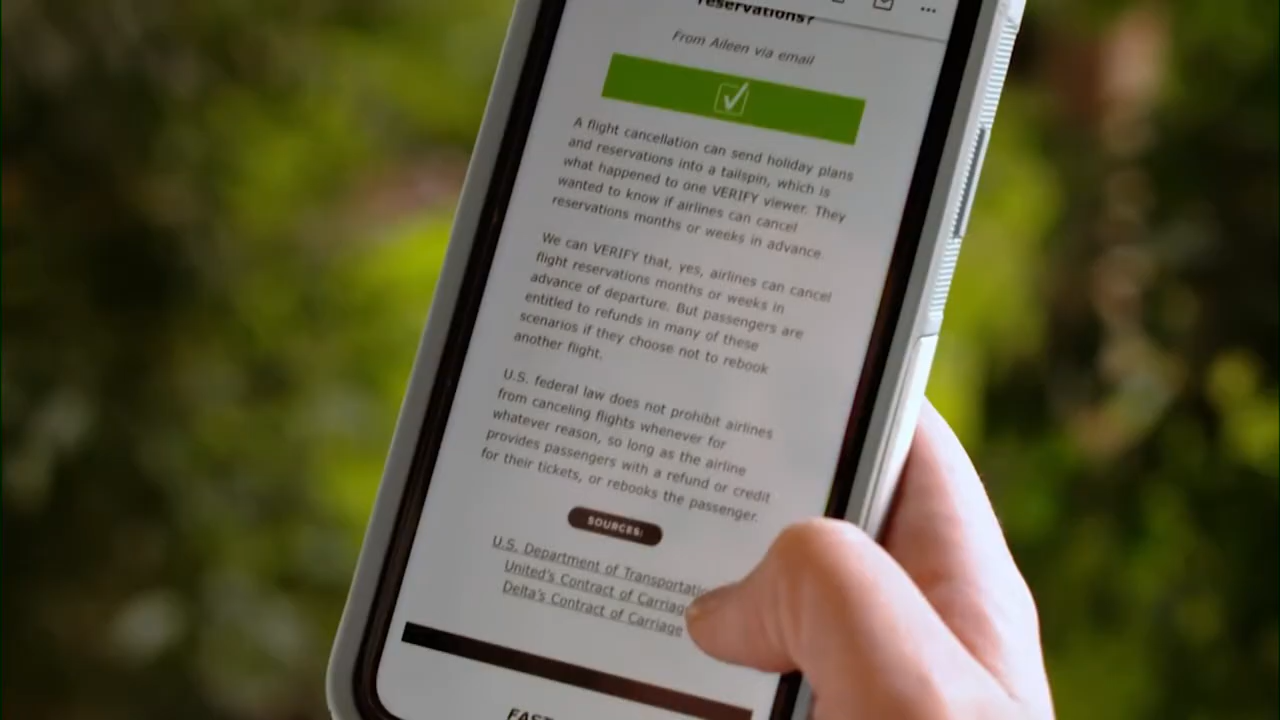 reservations?
From Aileen via email
A flight cancellation can send holiday plans
and reservations into a tailspin, which is
what happened to one VERIFY viewer. They
wanted to know if airlines can cancel
reservations months or weeks in advance.
We can VERIFY that, yes, airlines can cancel
flight reservations months or weeks in
advance of departure. But passengers are
entitled to refunds in many of these
scenarios if they choose not to rebook
another flight.
U.S. federal law does not prohibit airlines
from canceling flights whenever for
whatever reason, so long as the airline
provides passengers with a refund or credit
for their tickets, or rebooks the passenger.
SOURCES:
U.S. Department of
United's Contract of
Delta's Contract of Carriage